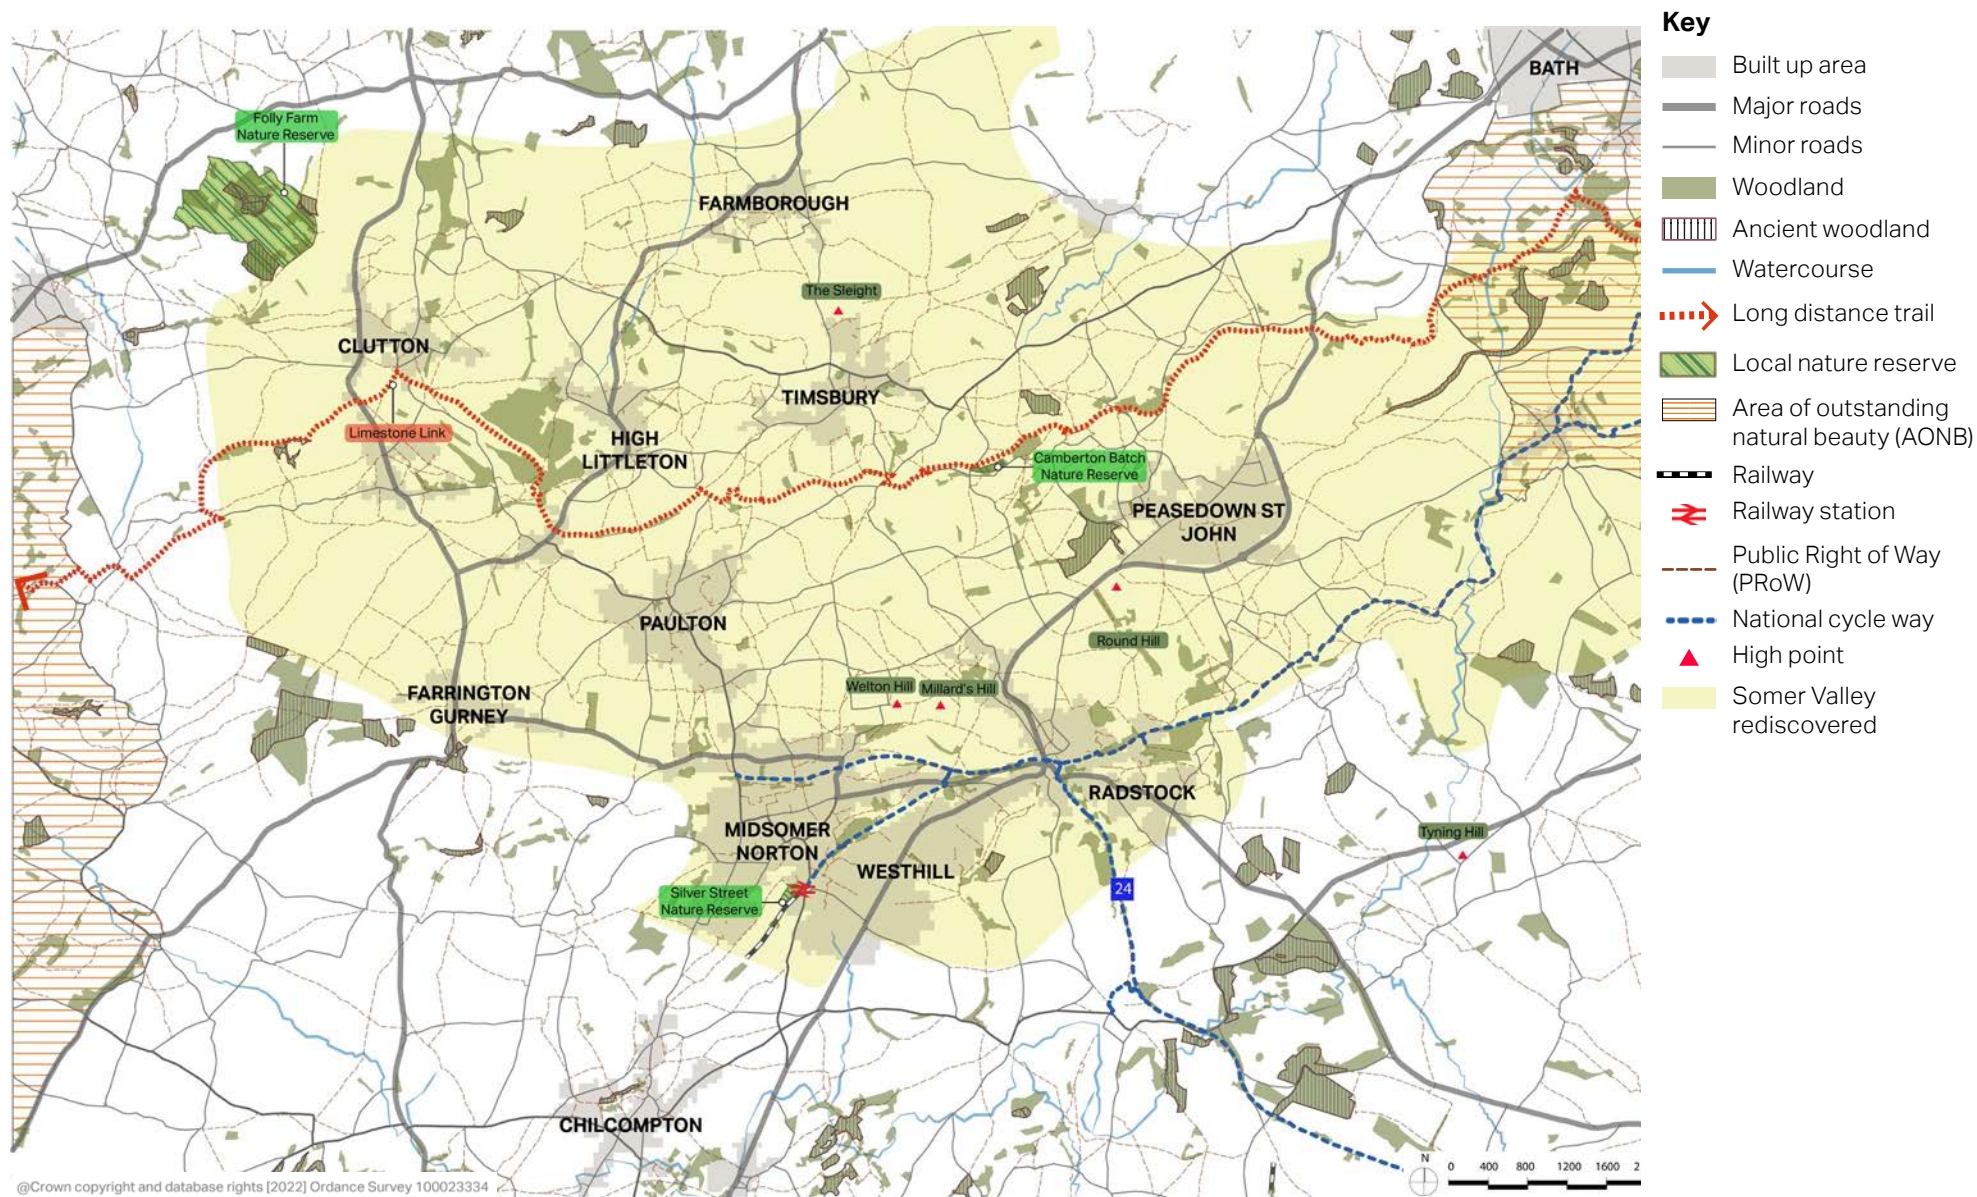 BATH
Folly Farm
Nature Reserve
FARMBOROUGH
The Sleight
CLUTTON
TIMSBURY
Limestone Link
HIGH
LITTLETON
Camberton Batch
Nature Reserve
PEASEDOWN ST
JOHN
PAULTON
Round Hill
Welton Hill
Millard's Hill
FARRINGTON
GURNEY
RADSTOCK
MIDSOMER
NORTON
Tyning Hill
WESTHILL
Silver Street
Nature Reserve
24
CHILCOMPTON
N
0 400 800 1200 1600 2
@Crown copyright and database rights [2022] Ordance Survey 100023334
Key
Built up area
Major roads
Minor roads
Woodland
Ancient woodland
Watercourse
Long distance trail
Local nature reserve
Area of outstanding
natural beauty (AONB)
Railway
Railway station
Public Right of Way
(PRoW)
National cycle way
High point
Somer Valley
rediscovered